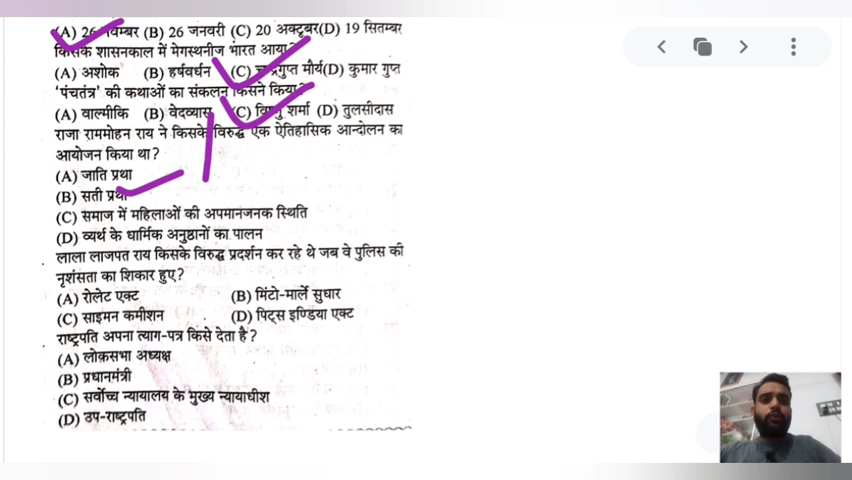 (A) 26 नवम्बर (B) 26 जनवरी (C) 20 अक्टूबर(D) 19 सितम्बर
किसके शासनकाल में मेगस्थनीज भारत आया?
(A) अशोक (B) हर्षवर्धन (C) चन्द्रगुप्त मौर्य(D) कुमार गुप्त
'पंचतंत्र' की कथाओं का संकलन किसने किया?
(A) वाल्मीकि (B) वेदव्यास (C) विष्णु शर्मा (D) तुलसीदास
राजा राममोहन राय ने किसके विरुद्ध एक ऐतिहासिक आन्दोलन का
आयोजन किया था?
(A) जाति प्रथा
(B) सती प्रथा
(C) समाज में महिलाओं की अपमानजनक स्थिति
(D) व्यर्थ के धार्मिक अनुष्ठानों का पालन
लाला लाजपत राय किसके विरुद्ध प्रदर्शन कर रहे थे जब वे पुलिस की
नृशंसता का शिकार हुए?
(A) रोलेट एक्ट (B) मिंटो-मार्ले सुधार
(C) साइमन कमीशन (D) पिट्स इण्डिया एक्ट
राष्ट्रपति अपना त्याग-पत्र किसे देता है?
(A) लोकसभा अध्यक्ष
(B) प्रधानमंत्री
(C) सर्वोच्च न्यायालय के मुख्य न्यायाधीश
(D) उप-राष्ट्रपति